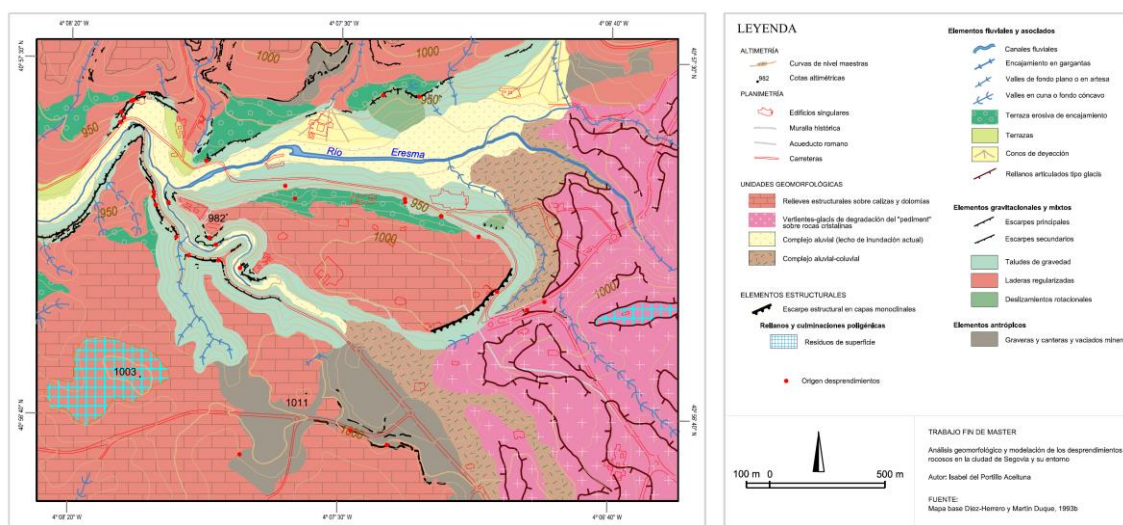 4° 08' 20" W
4° 07' 30" W
4° 06' 40" W
40° 57' 30" N
40° 57' 30" N
1000
1000
950
950
950
Río Eresma
982
1000
1000
1003
1011
1000
40° 56' 40" N
40° 56' 40" N
4° 08' 20" W
4° 07' 30" W
4° 06' 40" W
LEYENDA
ALTIMETRÍA
Curvas de nivel maestras
982
Cotas altimétricas
PLANIMETRÍA
Edificios singulares
Muralla histórica
Acueducto romano
Carreteras
UNIDADES GEOMORFOLÓGICAS
Relieves estructurales sobre calizas y dolomías
Vertientes-glacis de degradación del "pediment"
sobre rocas cristalinas
Complejo aluvial (lecho de Inundación actual)
Complejo aluvial-coluvial
ELEMENTOS ESTRUCTURALES
Escarpe estructural en capas monoclinales
Rellanos y culminaciones poligénicas
Residuos de superficie
Origen desprendimientos
Elementos fluviales y asociados
Canales fluviales
Encajamiento en gargantas
Valles de fondo plano o en artesa
Valles en cuna o fondo cóncavo
Terraza erosiva de encajamiento
Terrazas
Conos de deyección
Rellanos articulados tipo glacis
Elementos gravitacionales y mixtos
Escarpes principales
Escarpes secundarios
Taludes de gravedad
Laderas regularizadas
Deslizamientos rotacionales
Elementos antrópicos
Graveras y canteras y vaciados miner
100 m 0 500 m
TRABAJO FIN DE MASTER
Análisis geomorfológico y modelación de los desprendimientos
rocosos en la ciudad de Segovia y su entorno
Autor: Isabel del Portillo Aceituna
FUENTE:
Mapa base Díez-Herrero y Martín Duque, 1993b